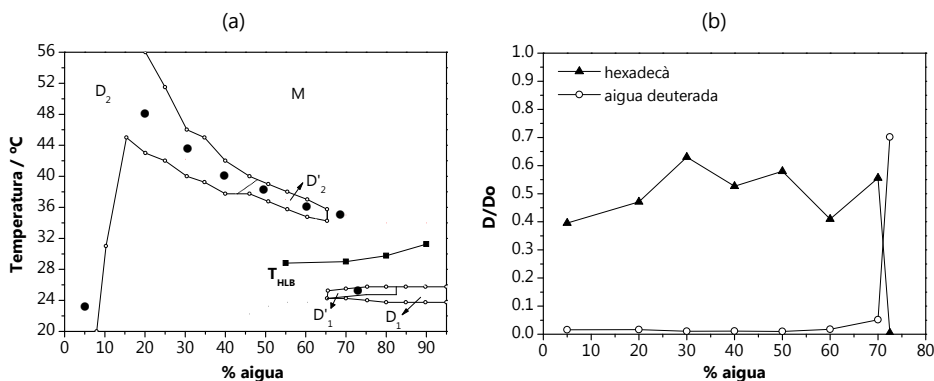 (a)
(b)
Temperatura / ºC
56
52
48
44
40
36
32
28
24
20
D2
M
D'2
THLB
D'1
D1
0 10 20 30 40 50 60 70 80 90
% aigua
D/Do
1.0
0.9
0.8
0.7
0.6
0.5
0.4
0.3
0.2
0.1
0.0
hexadecà
aigua deuterada
0 10 20 30 40 50 60 70 80
% aigua